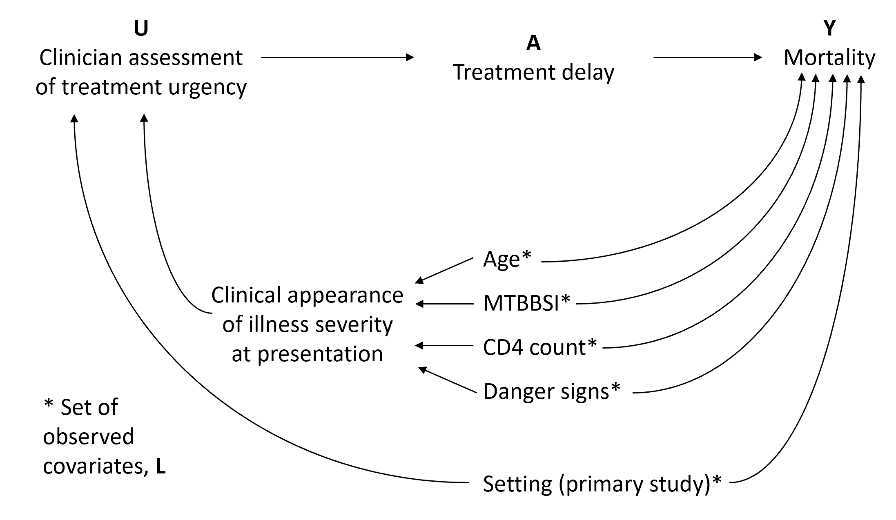 U
Clinician assessment
of treatment urgency
A
Treatment delay
Y
Mortality
Age*
MTBBSI*
CD4 count*
Danger signs*
Clinical appearance
of illness severity
at presentation
* Set of
observed
covariates, L
Setting (primary study)*